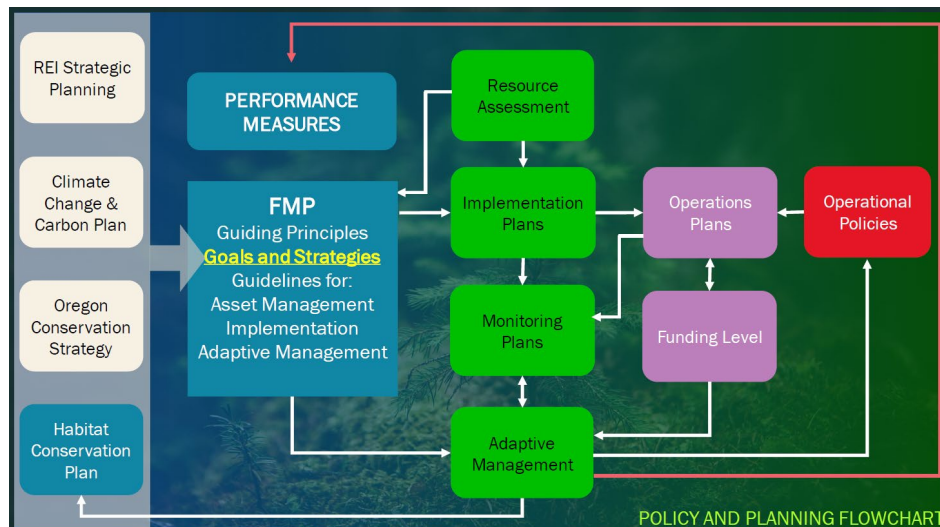 REI Strategic
Planning
Climate
Change &
Carbon Plan
Oregon
Conservation
Strategy
Habitat
Conservation
Plan
PERFORMANCE
MEASURES
FMP
Guiding Principles
Goals and Strategies
Guidelines for:
Asset Management
Implementation
Adaptive Management
Resource
Assessment
Implementation
Plans
Monitoring
Plans
Adaptive
Management
Operations
Plans
Funding Level
Operational
Policies
POLICY AND PLANNING FLOWCHART